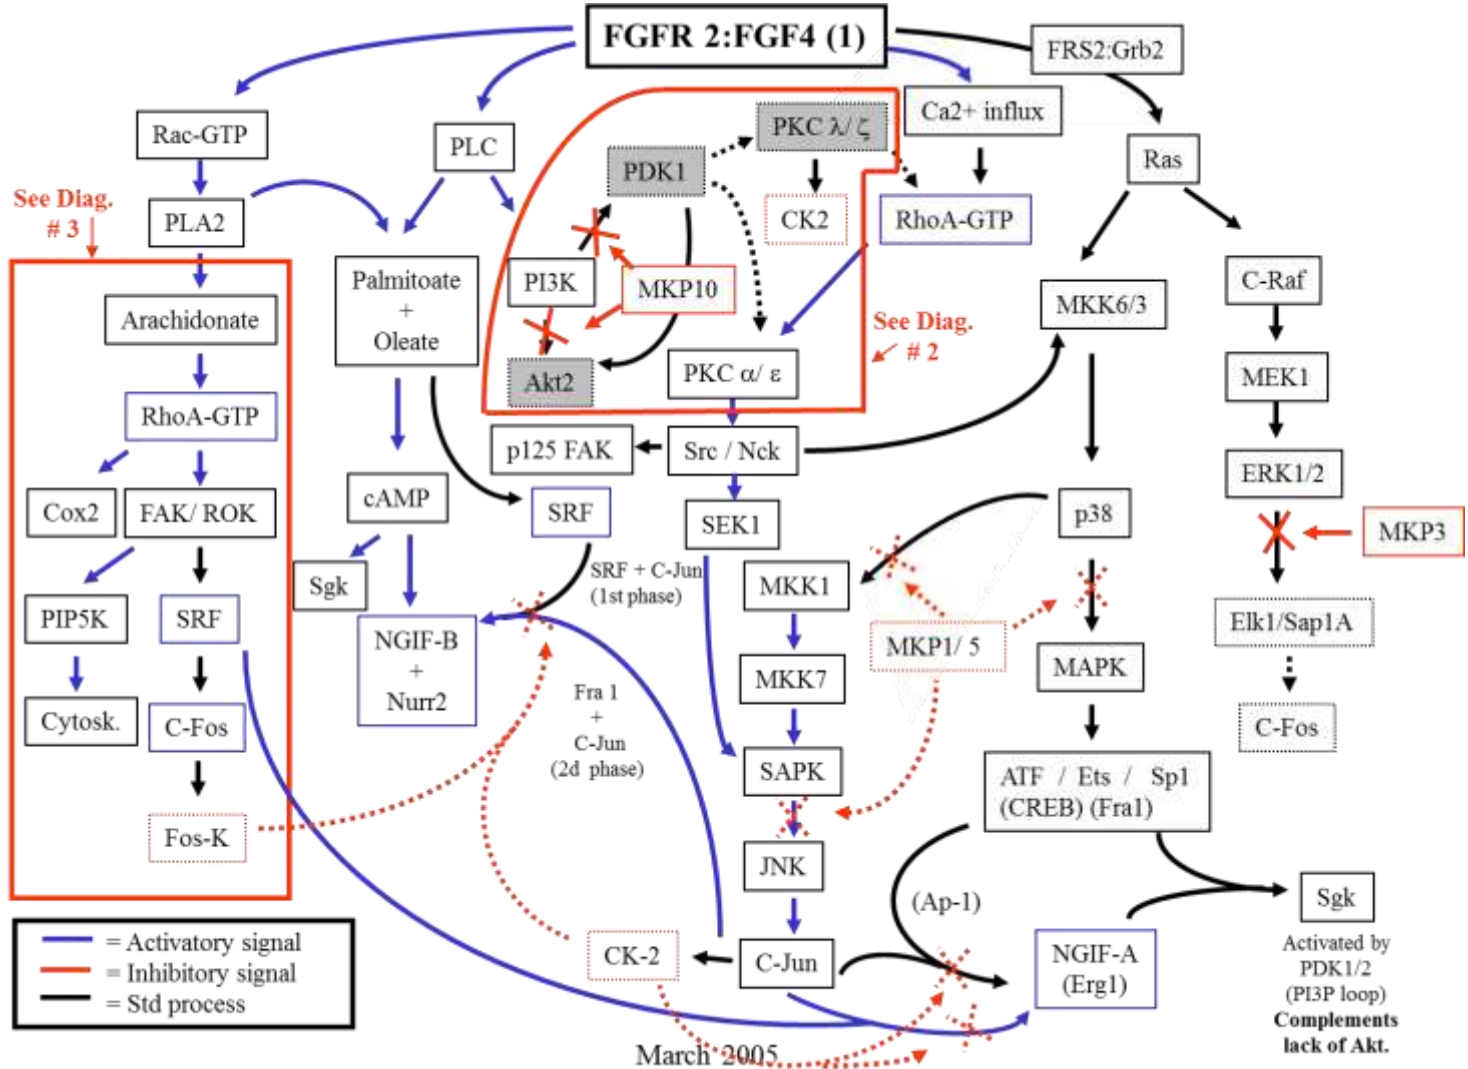 FGFR 2:FGF4 (1)
FRS2:Grb2
Rac-GTP
PLC
PKC λ/ ζ
Ca2+ influx
Ras
PDK1
See Diag.
# 3
PLA2
CK2
RhoA-GTP
Palmitoate
+
Oleate
PI3K
MKP10
C-Raf
MKK6/3
Arachidonate
See Diag.
# 2
Akt2
PKC α/ ε
MEK1
RhoA-GTP
p125 FAK
Src / Nck
ERK1/2
Cox2
FAK/ ROK
cAMP
SRF
SEK1
p38
MKP3
Sgk
SRF + C-Jun
(1st phase)
MKK1
PIP5K
SRF
NGIF-B
+
Nurr2
MKP1/ 5
Elk1/Sap1A
MKK7
MAPK
Cytosk.
C-Fos
Fra 1
+
C-Jun
(2d phase)
C-Fos
SAPK
ATF / Ets / Sp1
(CREB) (Fra1)
Fos-K
JNK
(Ap-1)
Sgk
= Activatory signal
= Inhibitory signal
= Std process
CK-2
C-Jun
NGIF-A
(Erg1)
Activated by
PDK1/2
(PI3P loop)
Complements
lack of Akt.
March 2005